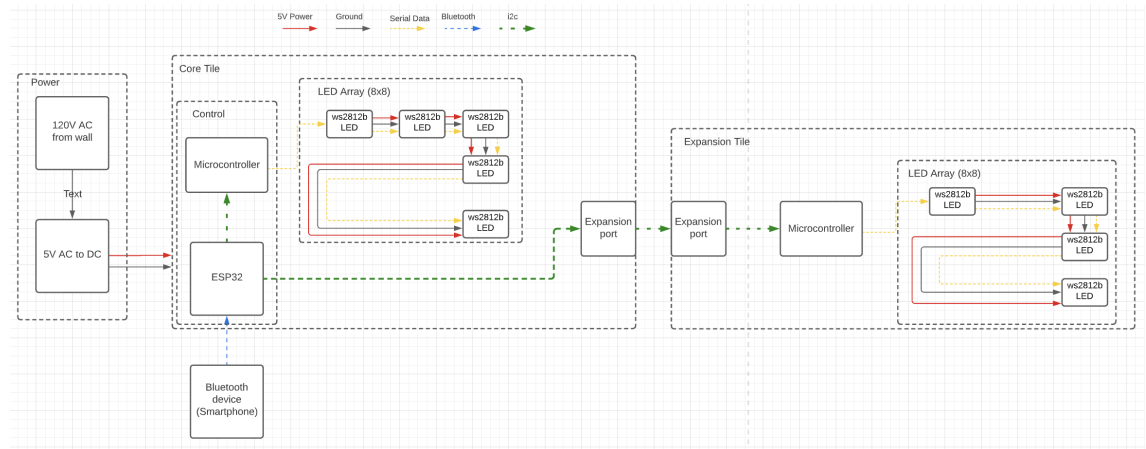 5V Power
Ground
Serial Data
Bluetooth
i2c
Power
120V AC
from wall
Text
5V AC to DC
Core Tile
Control
Microcontroller
ESP32
Bluetooth
device
(Smartphone)
LED Array (8x8)
ws2812b
LED
ws2812b
LED
ws2812b
LED
ws2812b
LED
ws2812b
LED
Expansion
port
Expansion Tile
Expansion
port
Microcontroller
LED Array (8x8)
ws2812b
LED
ws2812b
LED
ws2812b
LED
ws2812b
LED